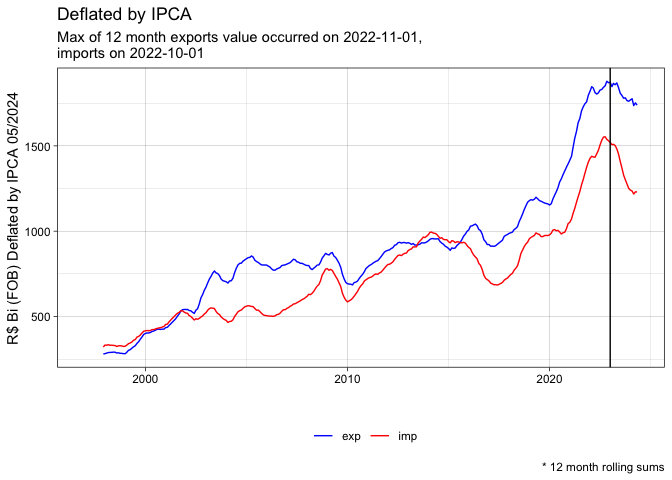 Deflated by IPCA
Max of 12 month exports value occurred on 2022-11-01,
imports on 2022-10-01
R$ Bi (FOB) Deflated by IPCA 05/2024
1500
1000
500
2000
2010
2020
exp
imp
* 12 month rolling sums